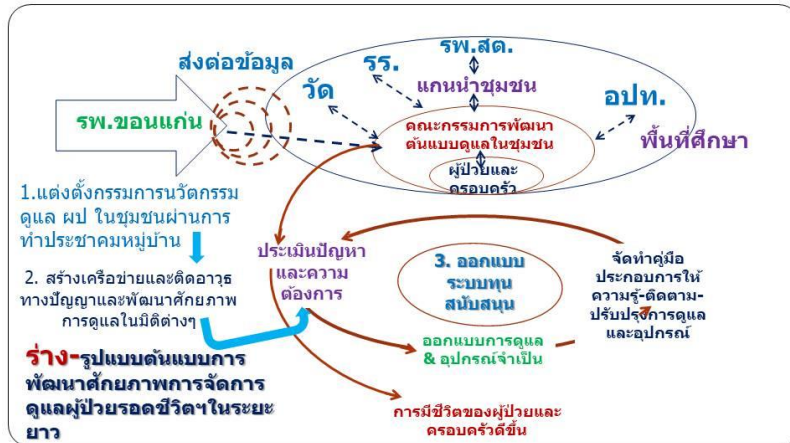 ส่งต่อข้อมูล
รพ.สต.
รร.
วัด
แกนนำชุมชน
อปท.
รพ.ขอนแก่น
คณะกรรมการพัฒนา
ต้นแบบดูแลในชุมชน
พื้นที่ศึกษา
ผู้ป่วยและ
ครอบครัว
1.แต่งตั้งกรรมการนวัตกรรม
ดูแล ผป ในชุมชนผ่านการ
ทำประชาคมหมู่บ้าน
ประเมินปัญหา
และความ
ต้องการ
3. ออกแบบ
ระบบทุน
สนับสนุน
จัดทำคู่มือ
ประกอบการให้
ความรู้-ติดตาม-
ปรับปรุงการดูแล
และอุปกรณ์
2. สร้างเครือข่ายและติดอาวุธ
ทางปัญญาและพัฒนาศักยภาพ
การดูแลในมิติต่างๆ
ออกแบบการดูแล
& อุปกรณ์จำเป็น
ร่าง-รูปแบบต้นแบบการ
พัฒนาศักยภาพการจัดการ
ดูแลผู้ป่วยรอดชีวิตฯในระยะ
ยาว
การมีชีวิตของผู้ป่วยและ
ครอบครัวดีขึ้น